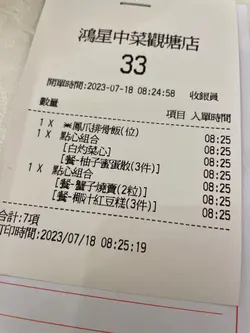 鴻星中菜觀塘店
33
開單時間:2023-07-18 08:24:58 收銀員
數量 項目 入單時間
1 X 米鳳爪排骨飯(位) 08:25
1 X 點心組合 08:25
[白灼菜心] 08:25
[餐-柚子蜜蛋散(3件)] 08:25
1 X 點心組合 08:25
[餐-蟹子燒賣(2粒)] 08:25
[餐-椰汁紅豆糕(3件)] 08:25
合計:7項
印時間:2023/07/18 08:25:19